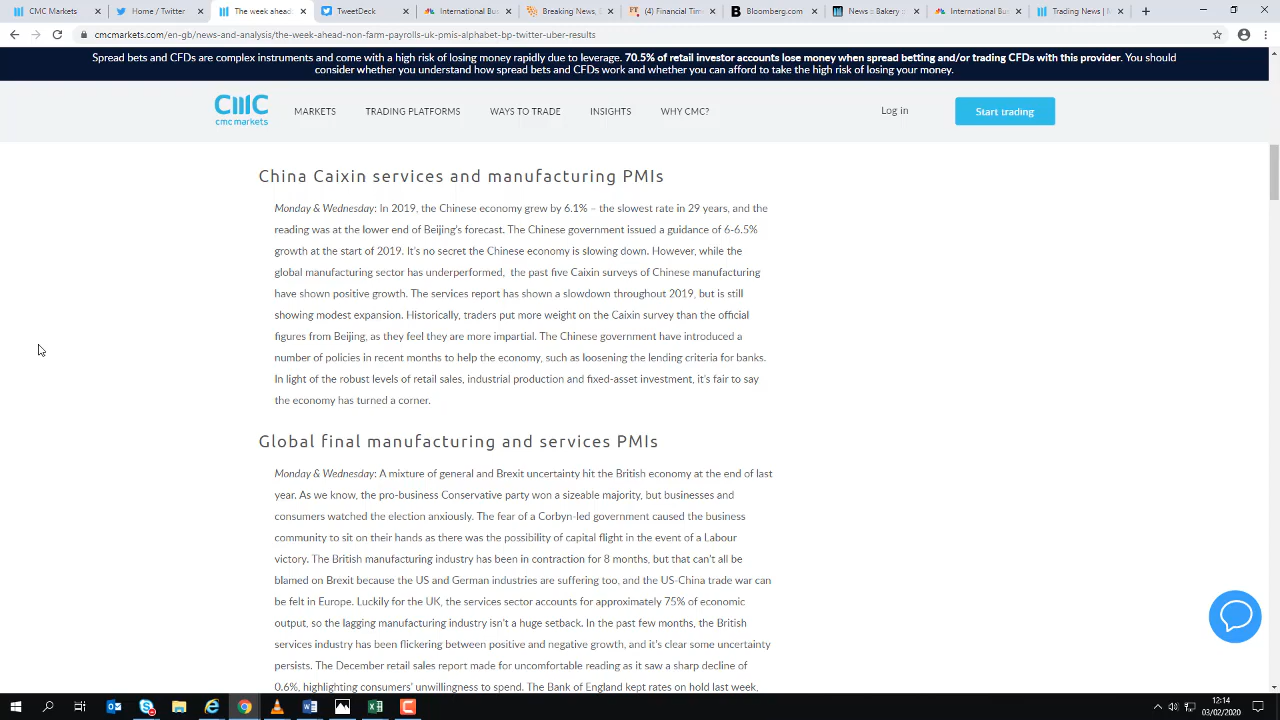 CMC Markets
Home / Twitter
The week ahead:
TweetDeck
International Bus
Breaking News, B
(4) Financial Time
Bloomberg.com
News :: Bakery a
International Bus
Trading News | M
cmcmarkets.com/en-gb/news-and-analysis/the-week-ahead-non-farm-payrolls-uk-pmis-alphabet-bp-twitter-uber-results
Spread bets and CFDs are complex instruments and come with a high risk of losing money rapidly due to leverage. 70.5% of retail investor accounts lose money when spread betting and/or trading CFDs with this provider. You should
consider whether you understand how spread bets and CFDs work and whether you can afford to take the high risk of losing your money.
cmc markets
MARKETS
TRADING PLATFORMS
WAYS TO TRADE
INSIGHTS
WHY CMC?
Log in
Start trading
China Caixin services and manufacturing PMIs
Monday & Wednesday: In 2019, the Chinese economy grew by 6.1% – the slowest rate in 29 years, and the
reading was at the lower end of Beijing's forecast. The Chinese government issued a guidance of 6-6.5%
growth at the start of 2019. It's no secret the Chinese economy is slowing down. However, while the
global manufacturing sector has underperformed, the past five Caixin surveys of Chinese manufacturing
have shown positive growth. The services report has shown a slowdown throughout 2019, but is still
showing modest expansion. Historically, traders put more weight on the Caixin survey than the official
figures from Beijing, as they feel they are more impartial. The Chinese government have introduced a
number of policies in recent months to help the economy, such as loosening the lending criteria for banks.
In light of the robust levels of retail sales, industrial production and fixed-asset investment, it's fair to say
the economy has turned a corner.
Global final manufacturing and services PMIs
Monday & Wednesday: A mixture of general and Brexit uncertainty hit the British economy at the end of last
year. As we know, the pro-business Conservative party won a sizeable majority, but businesses and
consumers watched the election anxiously. The fear of a Corbyn-led government caused the business
community to sit on their hands as there was the possibility of capital flight in the event of a Labour
victory. The British manufacturing industry has been in contraction for 8 months, but that can't all be
blamed on Brexit because the US and German industries are suffering too, and the US-China trade war can
be felt in Europe. Luckily for the UK, the services sector accounts for approximately 75% of economic
output, so the lagging manufacturing industry isn't a huge setback. In the past few months, the British
services industry has been flickering between positive and negative growth, and it's clear some uncertainty
persists. The December retail sales report made for uncomfortable reading as it saw a sharp decline of
0.6%, highlighting consumers' unwillingness to spend. The Bank of England kept rates on hold last week,
12:14
03/02/2020